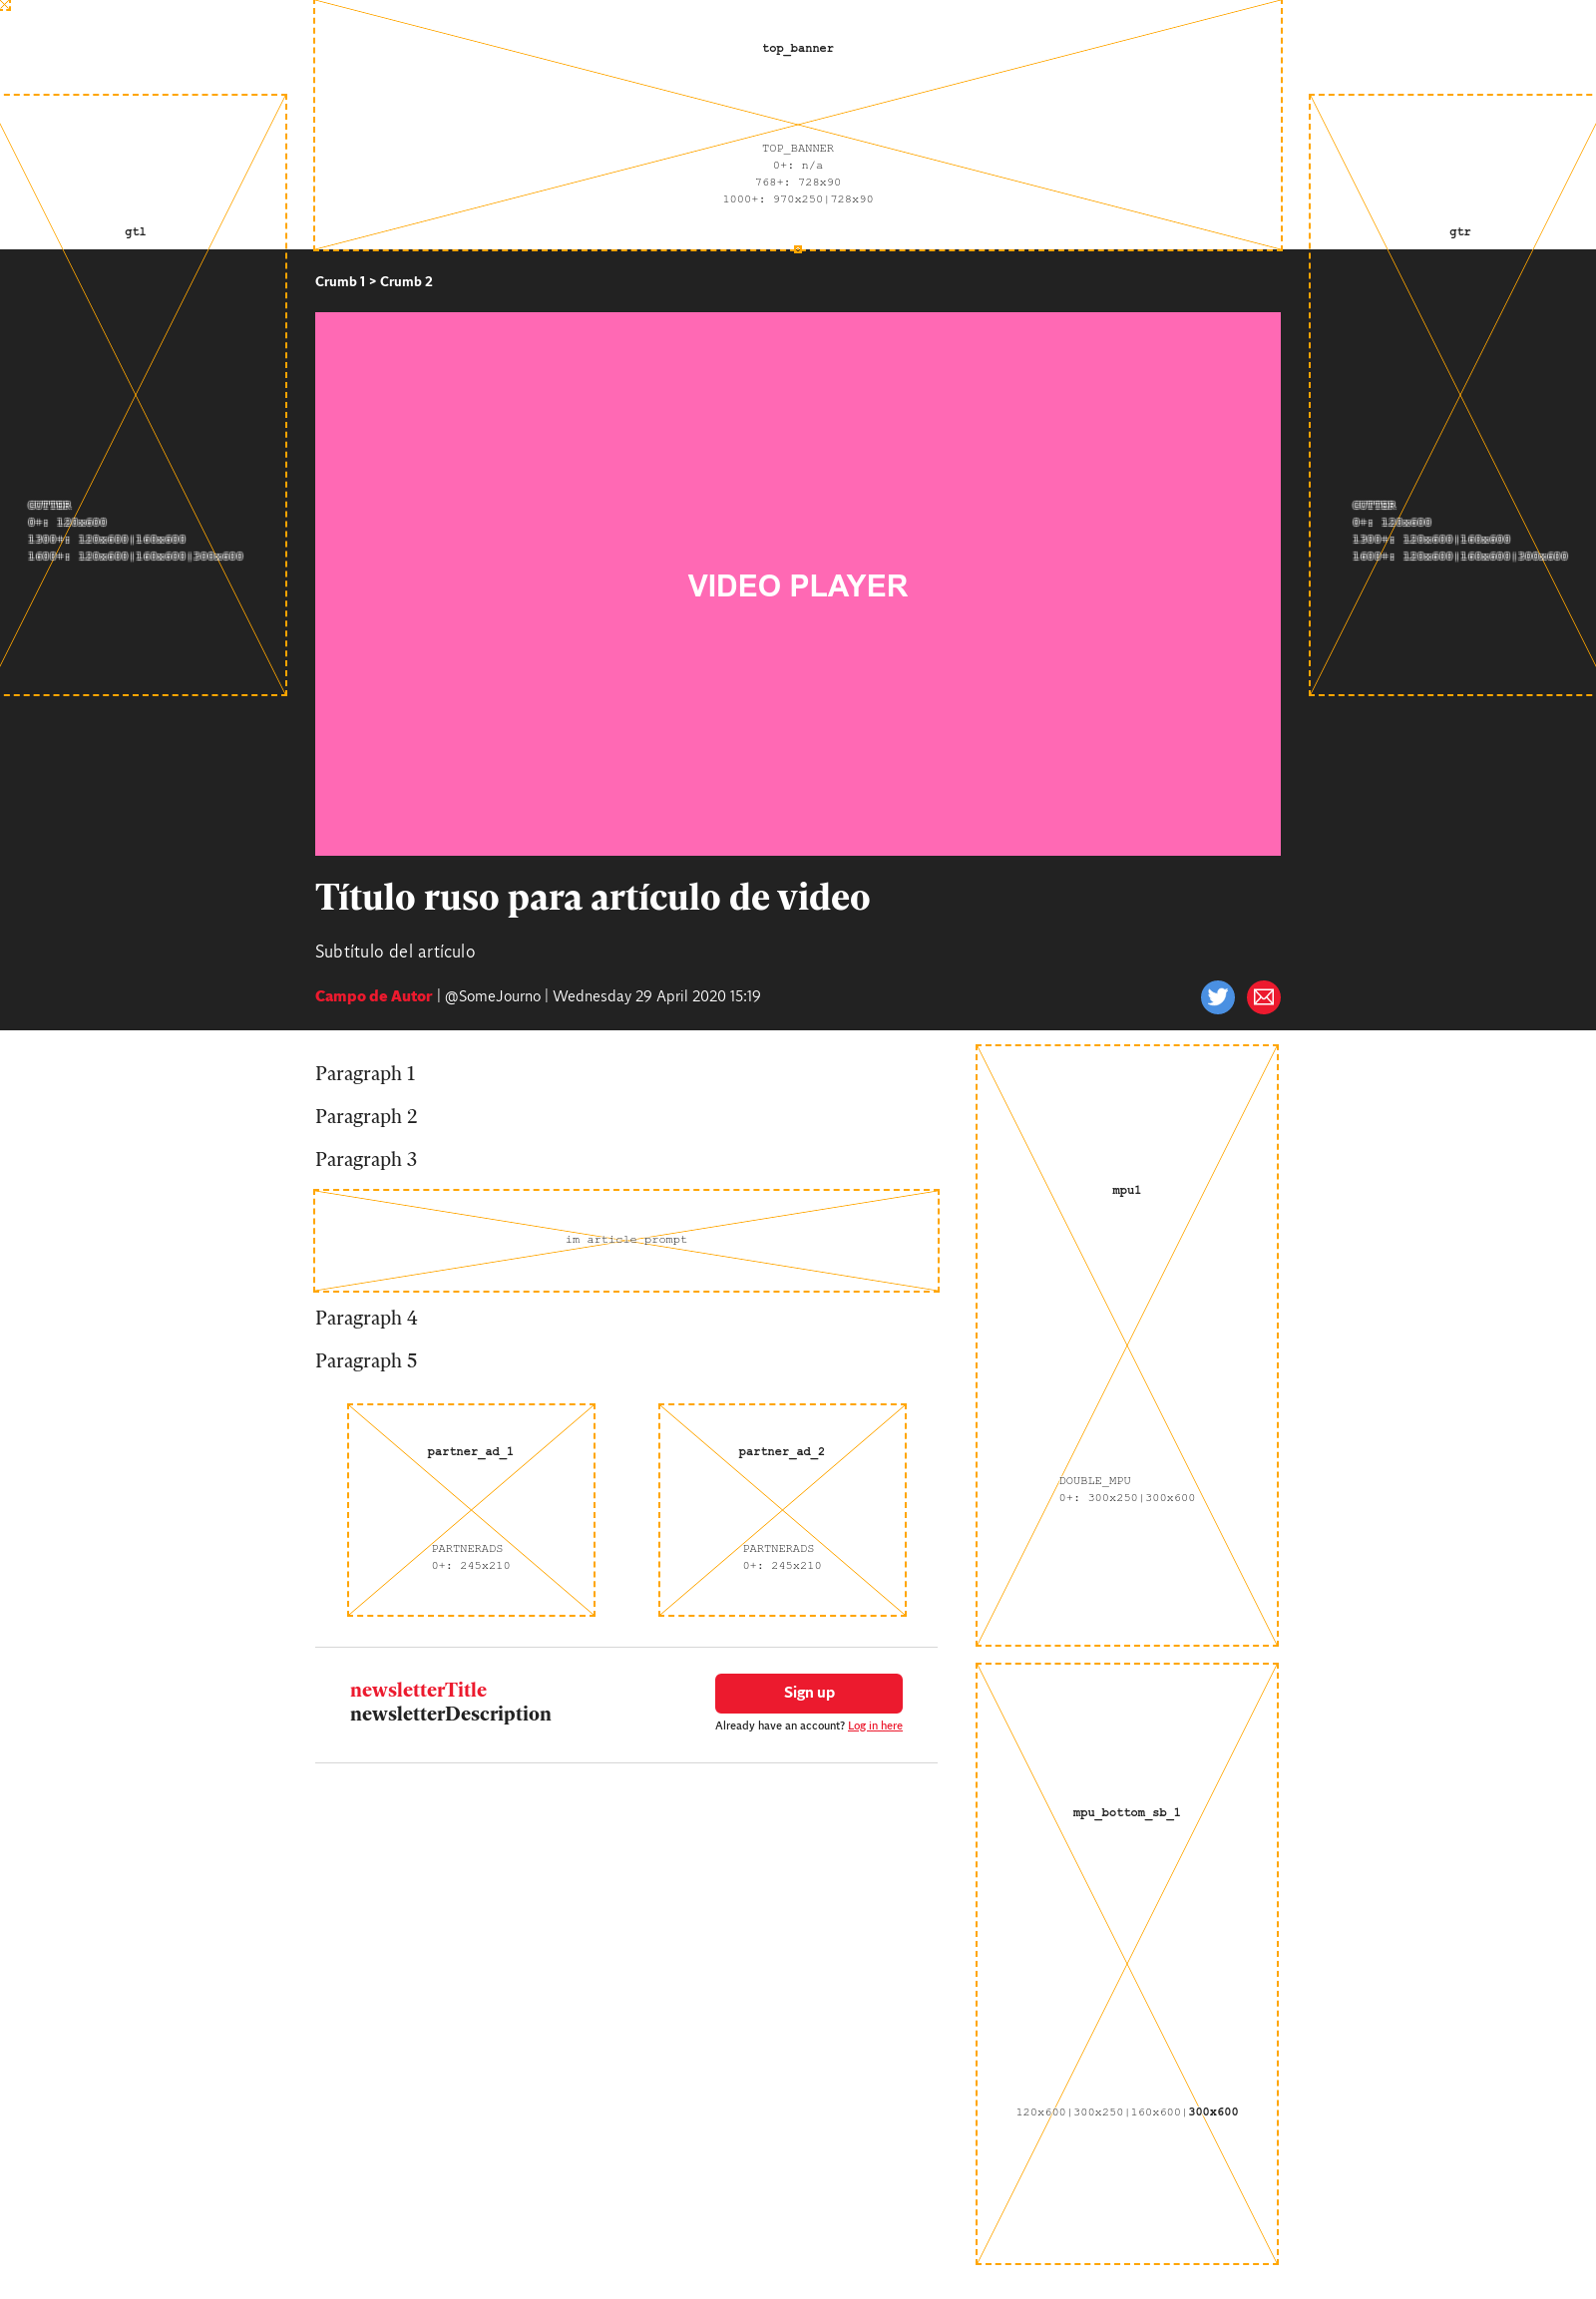 top_banner
TOP_BANNER
0+: n/a
768+: 728x90
1000+: 970x250|728x90
gtl
GUTTER
0+: 120x600
1300+: 120x600|160x600
1600+: 120x600|160x600|300x600
gtr
GUTTER
0+: 120x600
1300+: 120x600|160x600
1600+: 120x600|160x600|300x600
Crumb 1 > Crumb 2
VIDEO PLAYER
Título ruso para artículo de video
Subtítulo del artículo
Campo de Autor | @SomeJourno | Wednesday 29 April 2020 15:19
Paragraph 1
Paragraph 2
Paragraph 3
im article prompt
Paragraph 4
Paragraph 5
partner_ad_1
PARTNERADS
0+: 245x210
partner_ad_2
PARTNERADS
0+: 245x210
newsletterTitle
newsletterDescription
Sign up
Already have an account? Log in here
mpu1
DOUBLE_MPU
0+: 300x250|300x600
mpu_bottom_sb_1
120x600|300x250|160x600|300x600